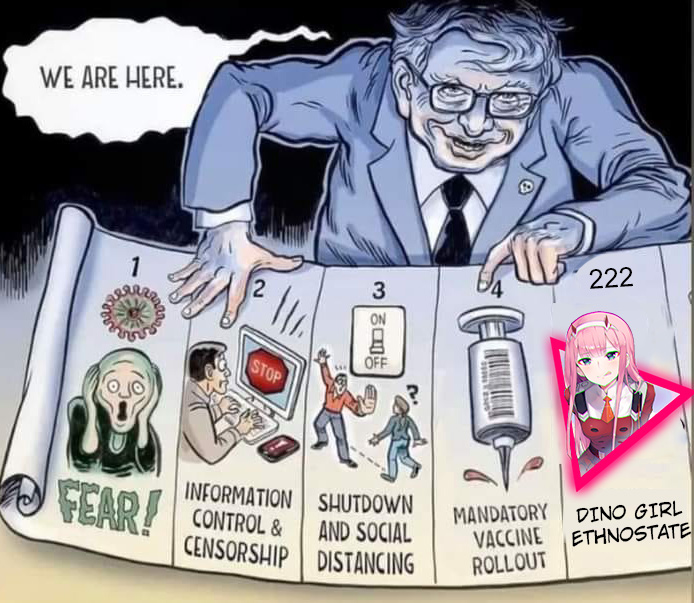 WE ARE HERE.
1
2
3
4
222
ON
OFF
STOP
?
FEAR!
INFORMATION
CONTROL &
CENSORSHIP
SHUTDOWN
AND SOCIAL
DISTANCING
MANDATORY
VACCINE
ROLLOUT
DINO GIRL
ETHNOSTATE